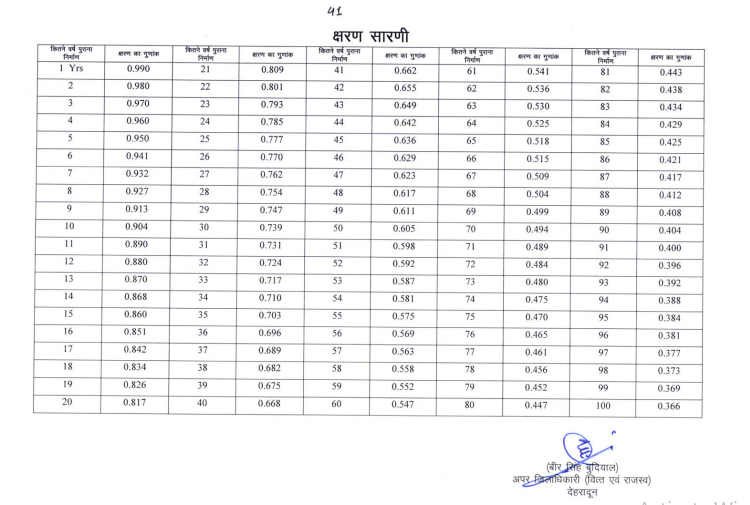 41
क्षरण सारणी
कितने वर्ष पुराना निर्माण क्षरण का गुणांक कितने वर्ष पुराना निर्माण क्षरण का गुणांक कितने वर्ष पुराना निर्माण क्षरण का गुणांक कितने वर्ष पुराना निर्माण क्षरण का गुणांक कितने वर्ष पुराना निर्माण क्षरण का गुणांक
1 Yrs 0.990 21 0.809 41 0.662 61 0.541 81 0.443
2 0.980 22 0.801 42 0.655 62 0.536 82 0.438
3 0.970 23 0.793 43 0.649 63 0.530 83 0.434
4 0.960 24 0.785 44 0.642 64 0.525 84 0.429
5 0.950 25 0.777 45 0.636 65 0.518 85 0.425
6 0.941 26 0.770 46 0.629 66 0.515 86 0.421
7 0.932 27 0.762 47 0.623 67 0.509 87 0.417
8 0.927 28 0.754 48 0.617 68 0.504 88 0.412
9 0.913 29 0.747 49 0.611 69 0.499 89 0.408
10 0.904 30 0.739 50 0.605 70 0.494 90 0.404
11 0.890 31 0.731 51 0.598 71 0.489 91 0.400
12 0.880 32 0.724 52 0.592 72 0.484 92 0.396
13 0.870 33 0.717 53 0.587 73 0.480 93 0.392
14 0.868 34 0.710 54 0.581 74 0.475 94 0.388
15 0.860 35 0.703 55 0.575 75 0.470 95 0.384
16 0.851 36 0.696 56 0.569 76 0.465 96 0.381
17 0.842 37 0.689 57 0.563 77 0.461 97 0.377
18 0.834 38 0.682 58 0.558 78 0.456 98 0.373
19 0.826 39 0.675 59 0.552 79 0.452 99 0.369
20 0.817 40 0.668 60 0.547 80 0.447 100 0.366
(बीर सिंह बुदियाल)
अपर जिलाधिकारी (वित्त एवं राजस्व)
देहरादून